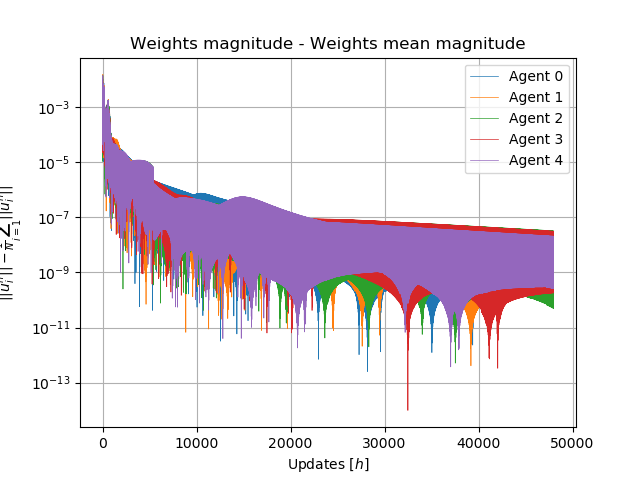 Weights magnitude - Weights mean magnitude
Agent 0
Agent 1
Agent 2
Agent 3
Agent 4
10⁻³
10⁻⁵
10⁻⁷
10⁻⁹
10⁻¹¹
10⁻¹³
0
10000
20000
30000
40000
50000
Updates [h]